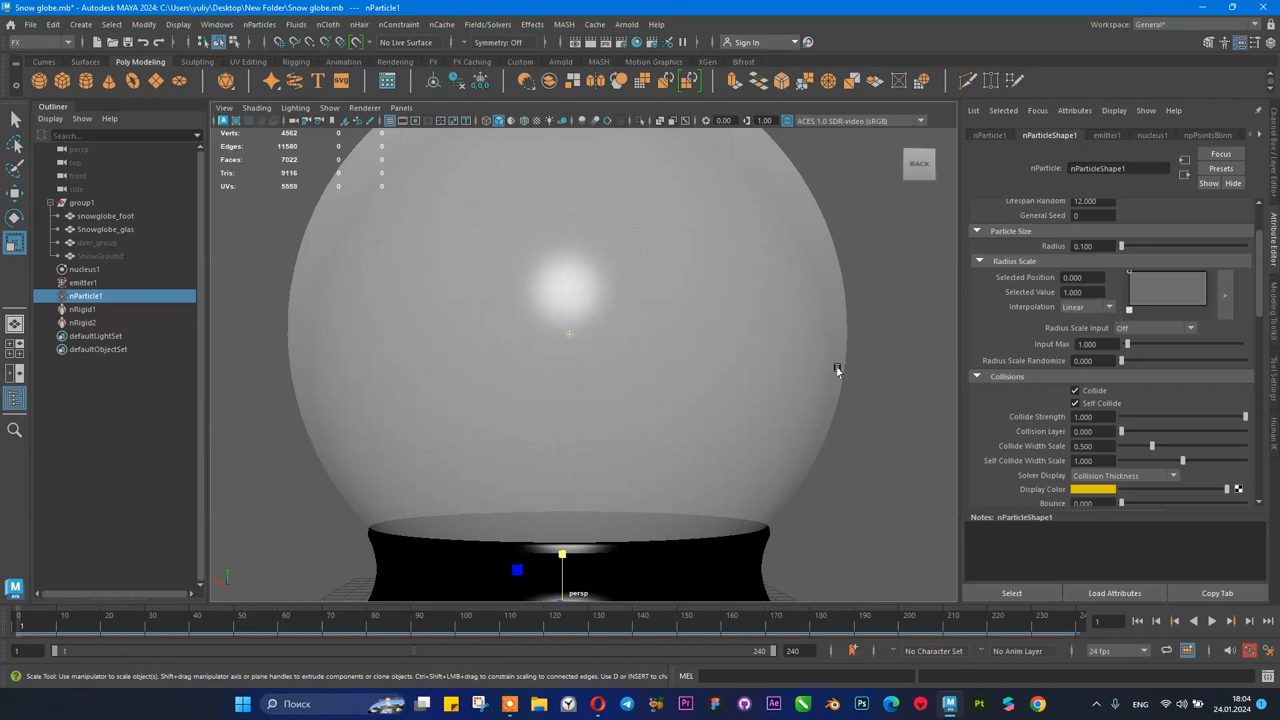 Snow globe.mb* - Autodesk MAYA 2024: C:\Users\yuliy\Desktop\New Folder\Snow globe.mb --- nParticle1
File Edit Create Select Modify Display Windows nParticles Fluids nCloth nHair nConstraint nCache Fields/Solvers Effects MASH Cache Arnold Help
Workspace: General*
FX
No Live Surface
Symmetry: Off
Sign In
Curves Surfaces Poly Modeling Sculpting UV Editing Rigging Animation Rendering FX FX Caching Custom Arnold MASH Motion Graphics XGen Bifrost
Outliner
Display Show Help
Search...
persp
top
front
side
group1
snowglobe_foot
Snowglobe_glas
SnowGround
nucleus1
emitter1
nParticle1
nRigid1
nRigid2
defaultLightSet
defaultObjectSet
View Shading Lighting Show Renderer Panels
0.00 1.00 ACES 1.0 SDR-video (sRGB)
Verts: 4562 0 0
Edges: 11580 0 0
Faces: 7022 0 0
Tris: 9116 0 0
UVs: 5559 0 0
BACK
persp
List Selected Focus Attributes Display Show Help
nParticle1 nParticleShape1 emitter1 nucleus1 npPointsBlinn
nParticle: nParticleShape1
Focus
Presets
Show Hide
Lifespan Random 12.000
General Seed 0
Particle Size
Radius 0.100
Radius Scale
Selected Position 0.000
Selected Value 1.000
Interpolation Linear
>
Radius Scale Input Off
Input Max 1.000
Radius Scale Randomize 0.000
Collisions
Collide
Self Collide
Collide Strength 1.000
Collision Layer 0.000
Collide Width Scale 0.500
Self Collide Width Scale 1.000
Solver Display Collision Thickness
Display Color
Bounce 0.000
Notes: nParticleShape1
Select Load Attributes Copy Tab
Channel Box / Layer Editor
Attribute Editor
Human IK
0 10 20 30 40 50 60 70 80 90 100 110 120 130 140 150 160 170 180 190 200 210 220 230 24
1
1
1 1 240 240
No Character Set
No Anim Layer
24 fps
Scale Tool: Use manipulator to scale object(s). Shift+drag manipulator axis or plane handles to extrude components or clone objects. Ctrl+Shift+LMB+drag to constrain scaling to connected edges. Use D or INSERT to change
MEL
Поиск
18:04
24.01.2024